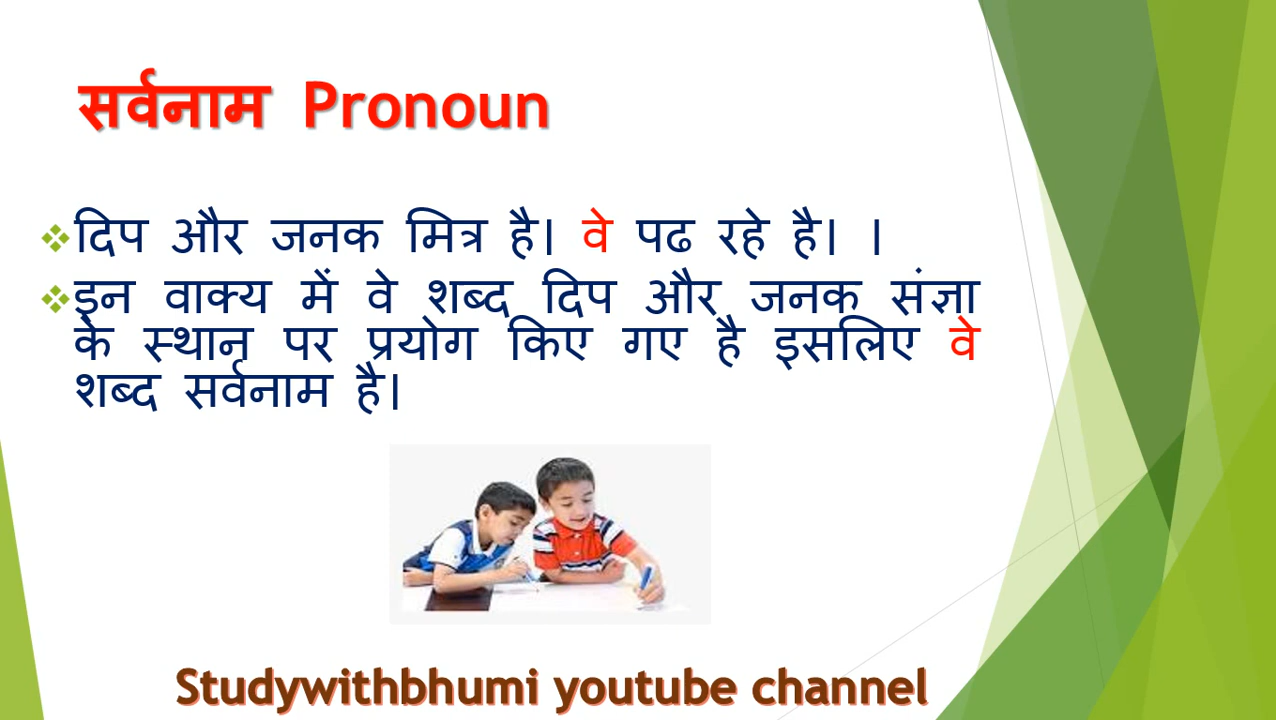 सर्वनाम Pronoun
❖दिप और जनक मित्र है। वे पढ रहे है। ।
❖इन वाक्य में वे शब्द दिप और जनक संज्ञा
के स्थान पर प्रयोग किए गए है इसलिए वे
शब्द सर्वनाम है।
Studywithbhumi youtube channel